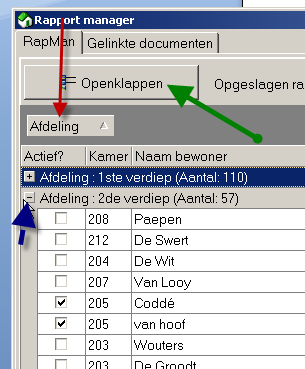 Rapport manager
RapMan Gelinkte documenten
Openklappen Opgeslagen ra
Afdeling
Actief? Kamer Naam bewoner
Afdeling : 1ste verdiep (Aantal: 110)
Afdeling : 2de verdiep (Aantal: 57)
208 Paepen
212 De Swert
204 De Wit
207 Van Looy
205 Coddé
205 van hoof
203 Wouters
203 De Groodt